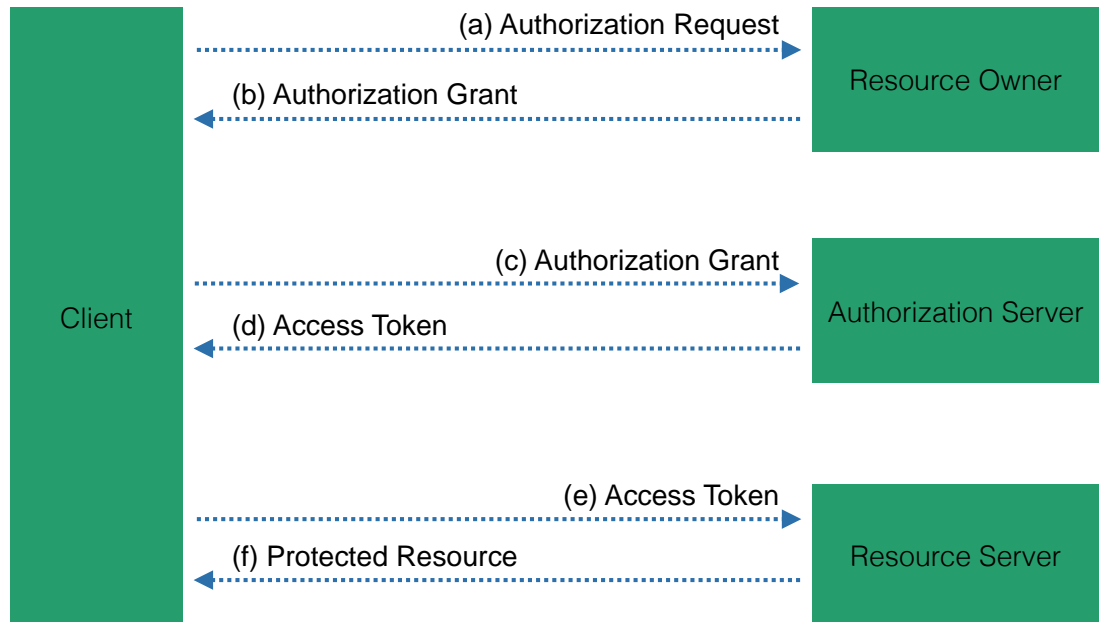 (a) Authorization Request
Resource Owner
(b) Authorization Grant
(c) Authorization Grant
Client
Authorization Server
(d) Access Token
(e) Access Token
(f) Protected Resource
Resource Server